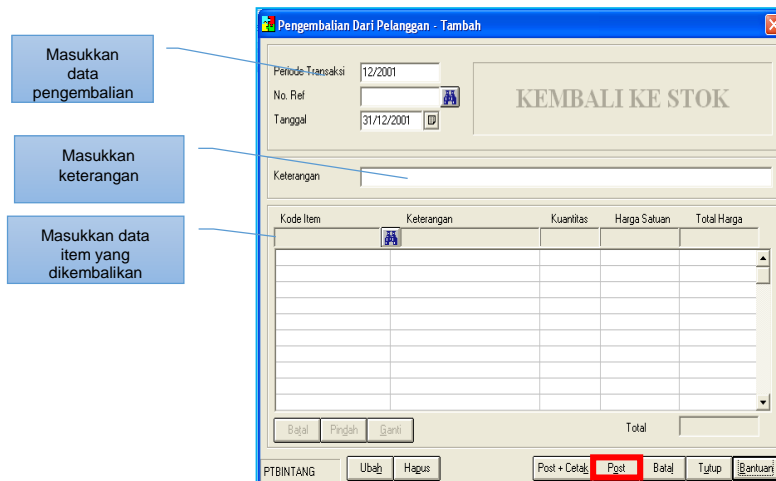 Pengembalian Dari Pelanggan - Tambah
Masukkan
data
pengembalian
Periode Transaksi 12/2001
No. Ref
Tanggal 31/12/2001
KEMBALI KE STOK
Masukkan
keterangan
Keterangan
Masukkan data
item yang
dikembalikan
Kode Item Keterangan Kuantitas Harga Satuan Total Harga
Batal Pindah Ganti Total
PTBINTANG Ubah Hapus Post + Cetak Post Batal Tutup Bantuan